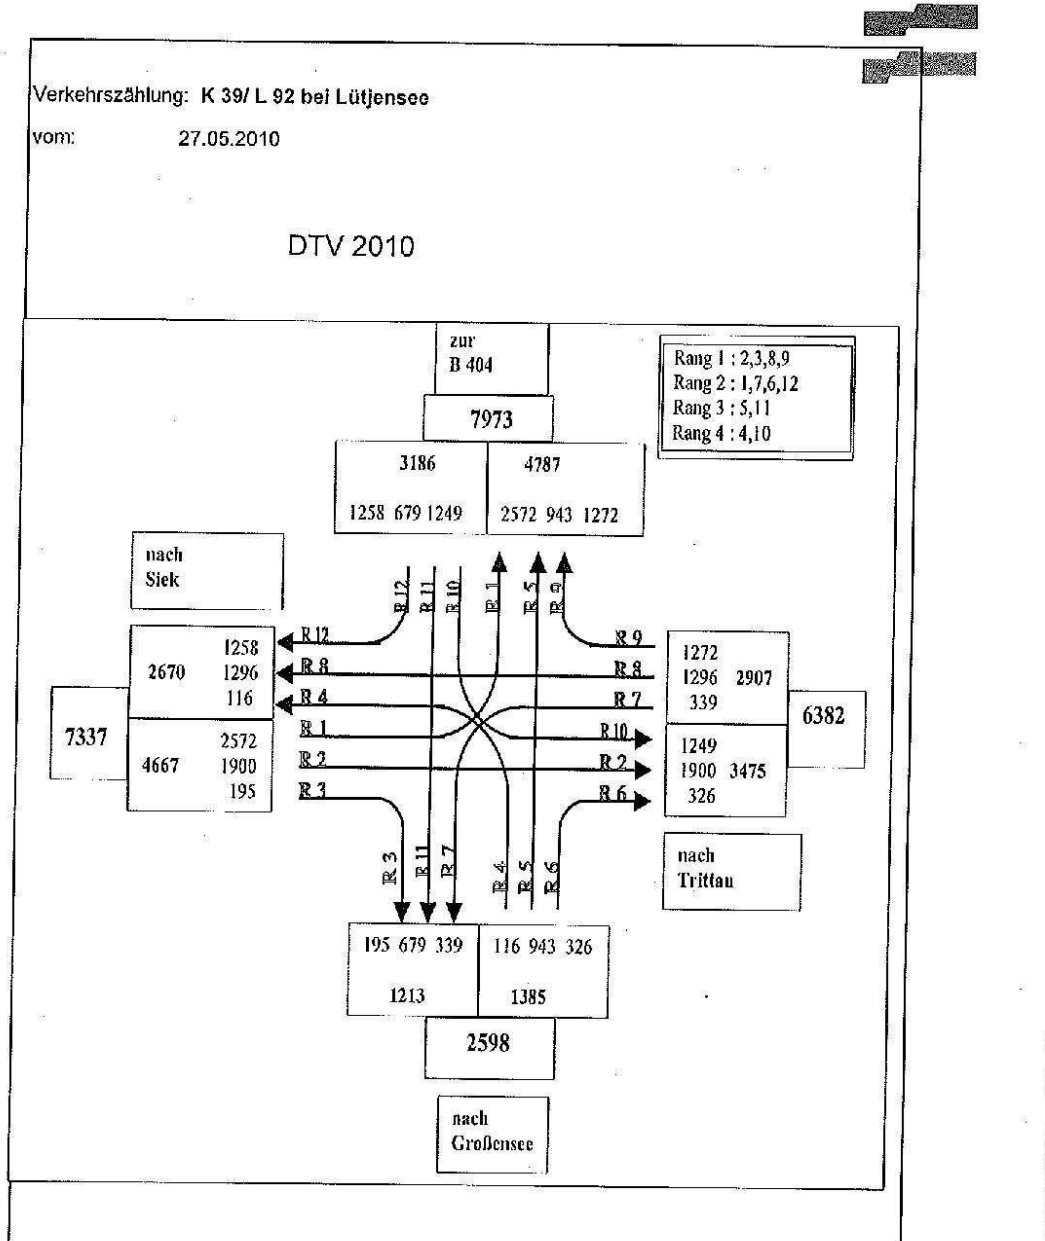 Verkehrszählung: K 39/ L 92 bei Lütjensee
vom: 27.05.2010
DTV 2010
zur
B 404
7973
3186 4787
1258 679 1249 2572 943 1272
Rang 1 : 2,3,8,9
Rang 2 : 1,7,6,12
Rang 3 : 5,11
Rang 4 : 4,10
nach
Siek
R 12 R 11 R 10 R 1 R 5 R 9
2670
1258
1296
116
7337
4667
2572
1900
195
R 12
R 8
R 4
R 1
R 2
R 3
R 9
R 8
R 7
R 10
R 2
R 6
1272
1296 2907
339
6382
1249
1900 3475
326
nach
Trittau
R 3 R 11 R 7 R 4 R 5 R 6
195 679 339 116 943 326
1213 1385
2598
nach
Großensee